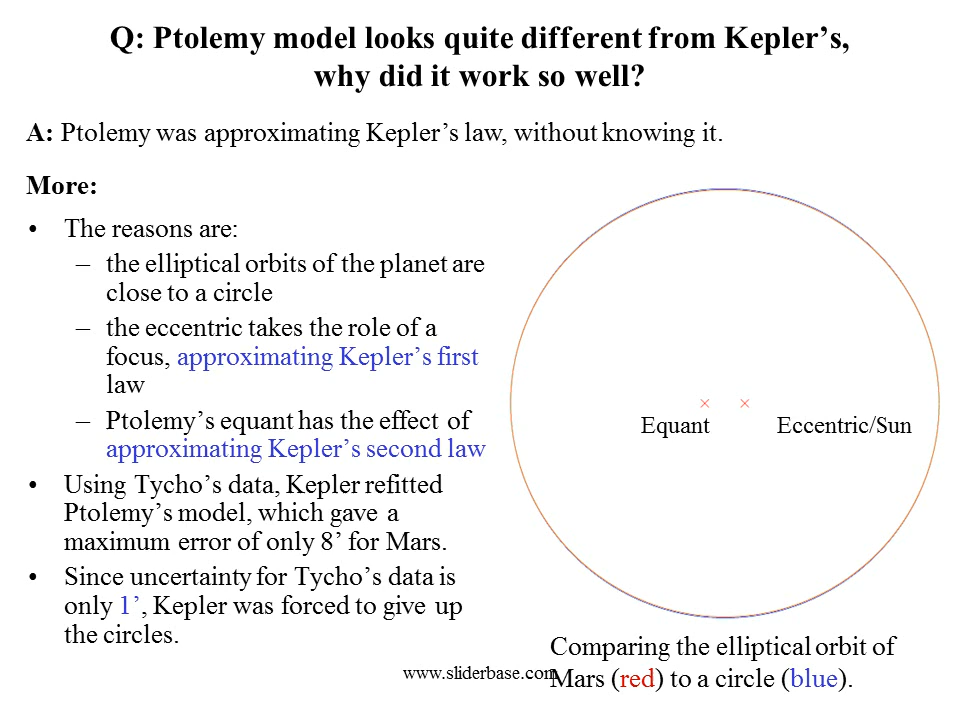 Q: Ptolemy model looks quite different from Kepler’s,
why did it work so well?
A: Ptolemy was approximating Kepler’s law, without knowing it.
More:
• The reasons are:
– the elliptical orbits of the planet are
close to a circle
– the eccentric takes the role of a
focus, approximating Kepler’s first
law
– Ptolemy’s equant has the effect of
approximating Kepler’s second law
• Using Tycho’s data, Kepler refitted
Ptolemy’s model, which gave a
maximum error of only 8’ for Mars.
• Since uncertainty for Tycho’s data is
only 1’, Kepler was forced to give up
the circles.
Equant
Eccentric/Sun
Comparing the elliptical orbit of
Mars (red) to a circle (blue).
www.sliderbase.com